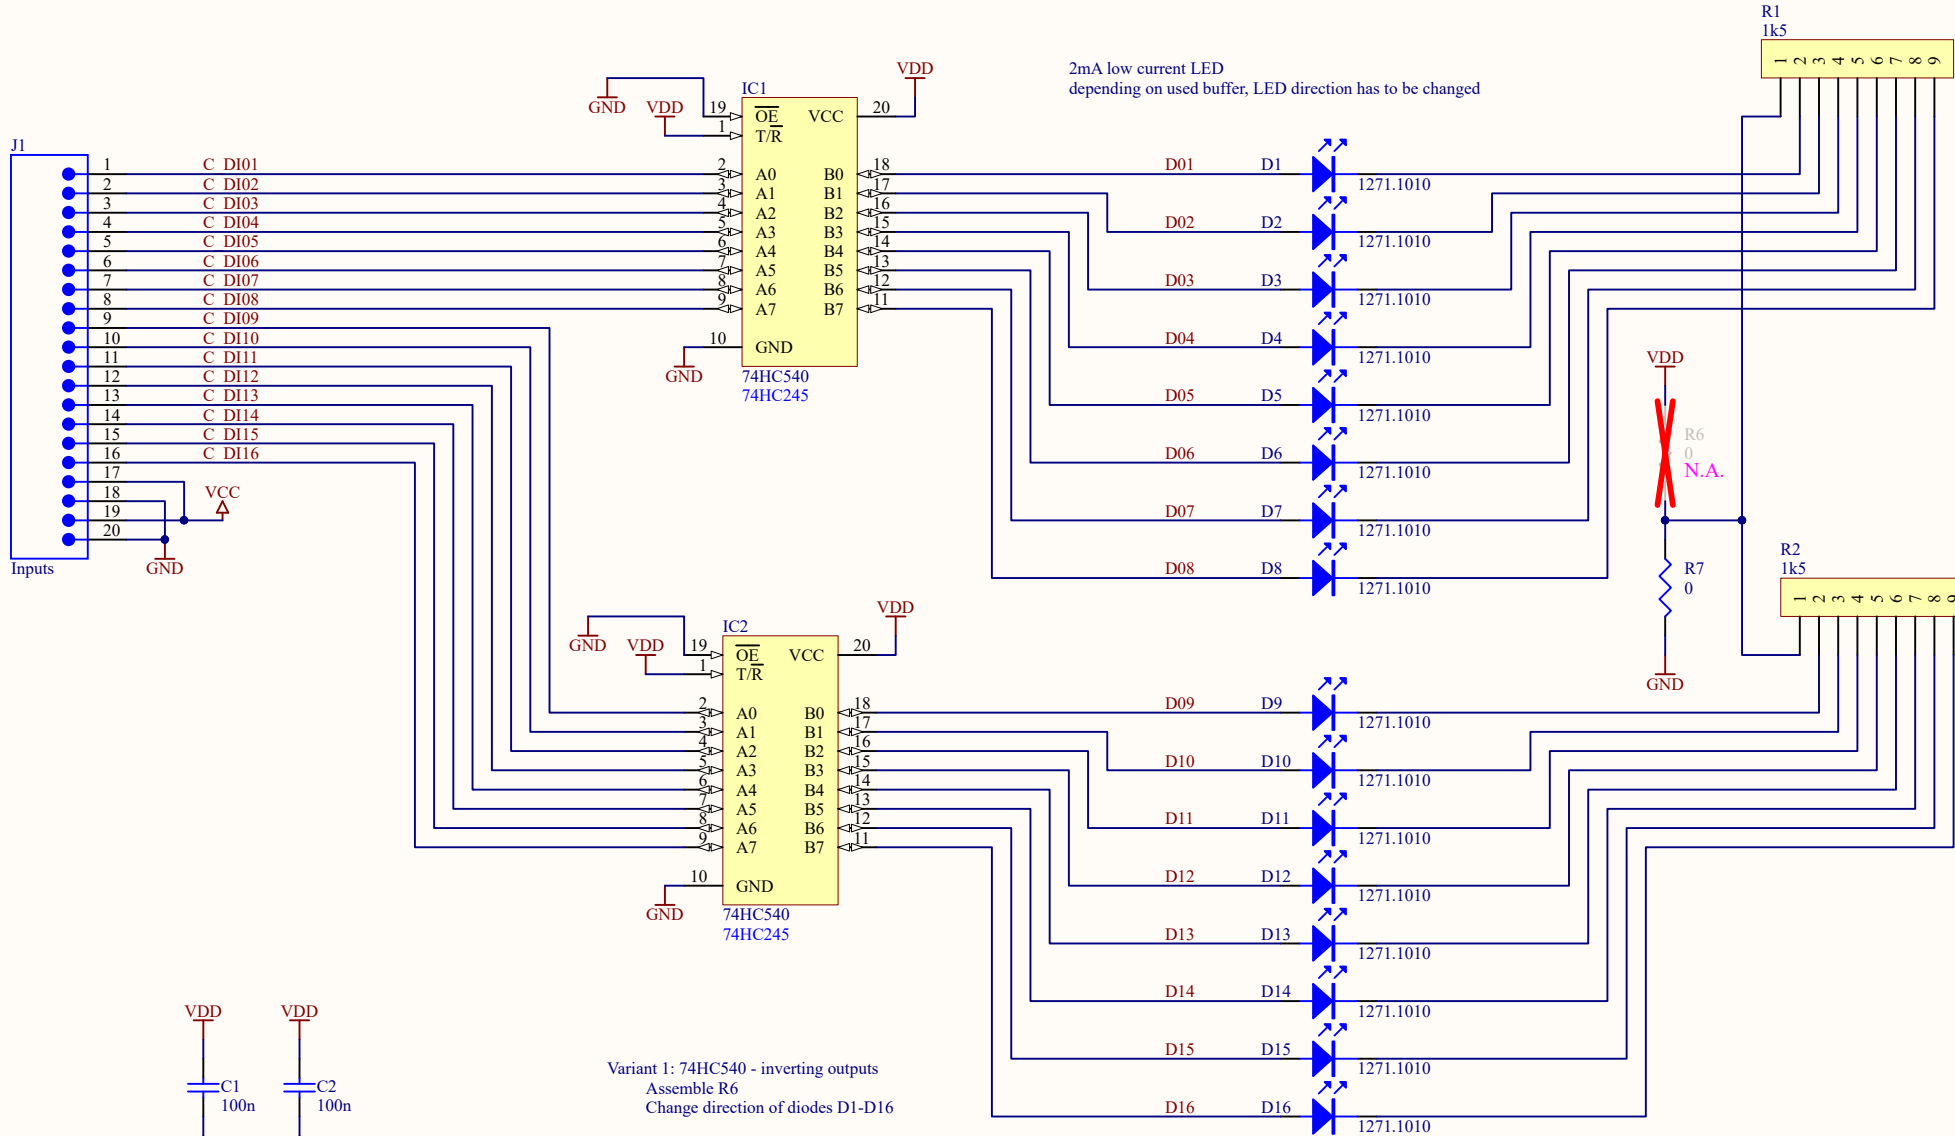 R1
1k5
1 2 3 4 5 6 7 8 9
2mA low current LED
depending on used buffer, LED direction has to be changed
J1
1 C DI01
2 C DI02
3 C DI03
4 C DI04
5 C DI05
6 C DI06
7 C DI07
8 C DI08
9 C DI09
10 C DI10
11 C DI11
12 C DI12
13 C DI13
14 C DI14
15 C DI15
16 C DI16
17
18
19
20
VCC
GND
Inputs
IC1
GND
VDD
VDD
19 OE VCC 20
1 T/R
2 A0 B0 18
3 A1 B1 17
4 A2 B2 16
5 A3 B3 15
6 A4 B4 14
7 A5 B5 13
8 A6 B6 12
9 A7 B7 11
10 GND
GND
74HC540
74HC245
D01 D1 1271.1010
D02 D2 1271.1010
D03 D3 1271.1010
D04 D4 1271.1010
D05 D5 1271.1010
D06 D6 1271.1010
D07 D7 1271.1010
D08 D8 1271.1010
VDD
R6
0
N.A.
R7
0
GND
R2
1k5
1 2 3 4 5 6 7 8 9
IC2
GND
VDD
VDD
19 OE VCC 20
1 T/R
2 A0 B0 18
3 A1 B1 17
4 A2 B2 16
5 A3 B3 15
6 A4 B4 14
7 A5 B5 13
8 A6 B6 12
9 A7 B7 11
10 GND
GND
74HC540
74HC245
D09 D9 1271.1010
D10 D10 1271.1010
D11 D11 1271.1010
D12 D12 1271.1010
D13 D13 1271.1010
D14 D14 1271.1010
D15 D15 1271.1010
D16 D16 1271.1010
VDD
C1
100n
VDD
C2
100n
Variant 1: 74HC540 - inverting outputs
Assemble R6
Change direction of diodes D1-D16